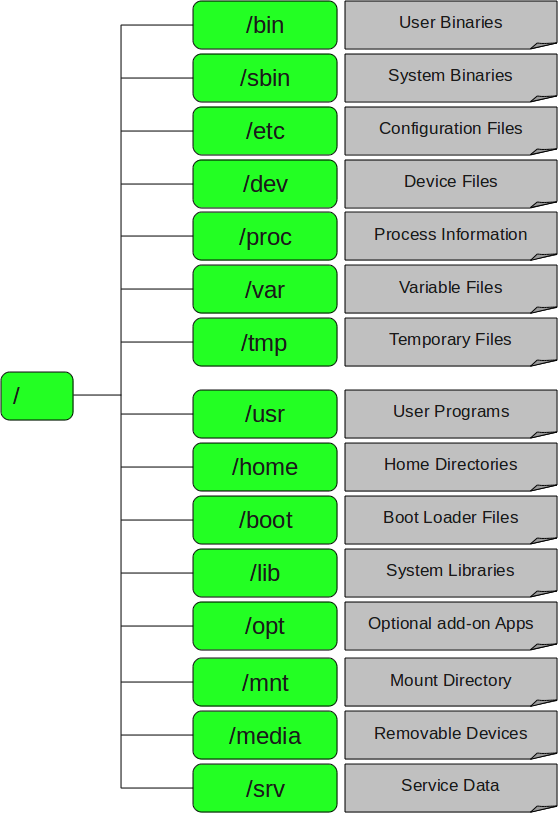 /bin User Binaries
/sbin System Binaries
/etc Configuration Files
/dev Device Files
/proc Process Information
/var Variable Files
/tmp Temporary Files
/
/usr User Programs
/home Home Directories
/boot Boot Loader Files
/lib System Libraries
/opt Optional add-on Apps
/mnt Mount Directory
/media Removable Devices
/srv Service Data